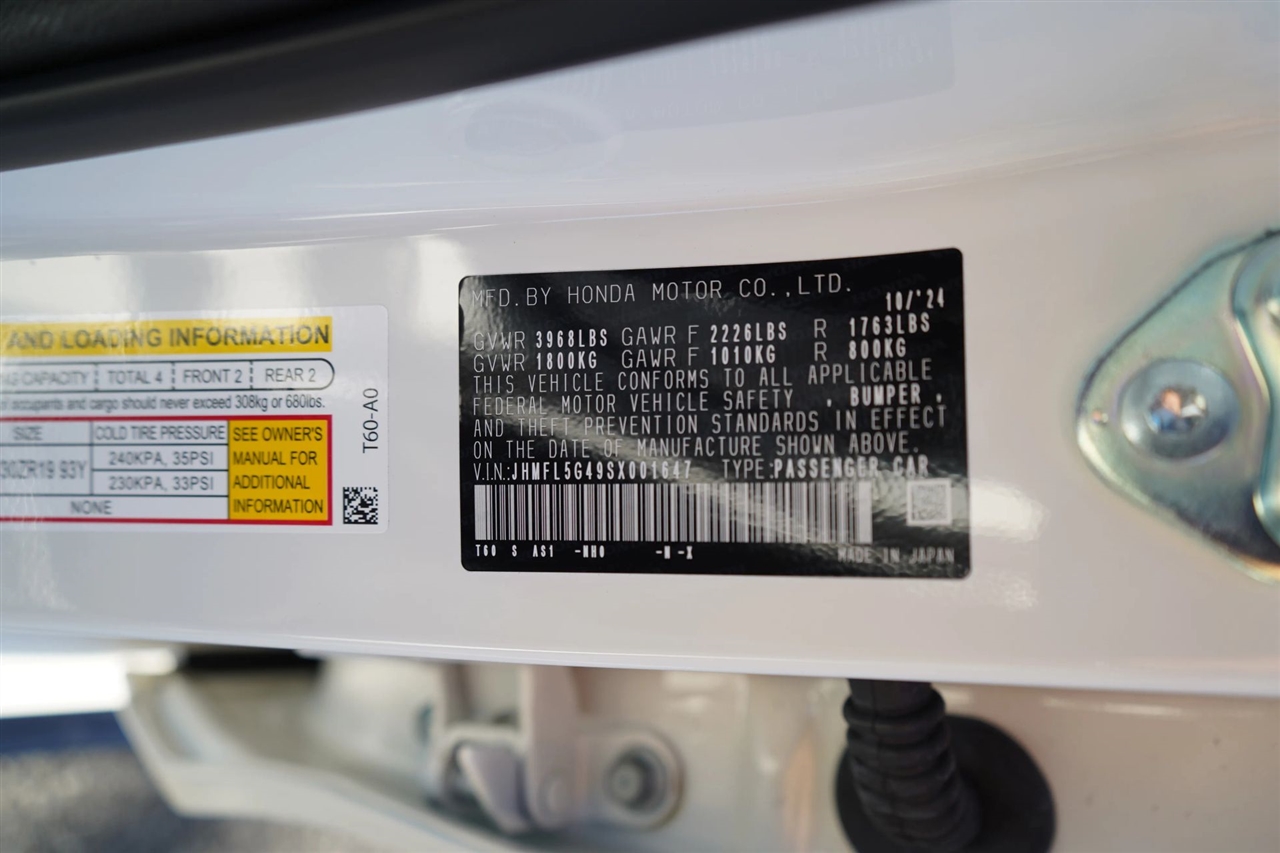 AND LOADING INFORMATION
CAPACITY TOTAL 4 FRONT 2 REAR 2
occupants and cargo should never exceed 308kg or 680lbs.
SIZE COLD TIRE PRESSURE SEE OWNER'S
MANUAL FOR
ADDITIONAL
INFORMATION
30ZR19 93Y 240KPA, 35PSI
230KPA, 33PSI
NONE
T60-A0
MFD.BY HONDA MOTOR CO.,LTD. 10/'24
GVWR 3968LBS GAWR F 2226LBS R 1763LBS
GVWR 1800KG GAWR F 1010KG R 800KG
THIS VEHICLE CONFORMS TO ALL APPLICABLE
FEDERAL MOTOR VEHICLE SAFETY , BUMPER ,
AND THEFT PREVENTION STANDARDS IN EFFECT
ON THE DATE OF MANUFACTURE SHOWN ABOVE.
V.I.N.:JHMFL5G49SX001647 TYPE:PASSENGER CAR
T60 S AS1 -NH0 -N -X MADE IN JAPAN